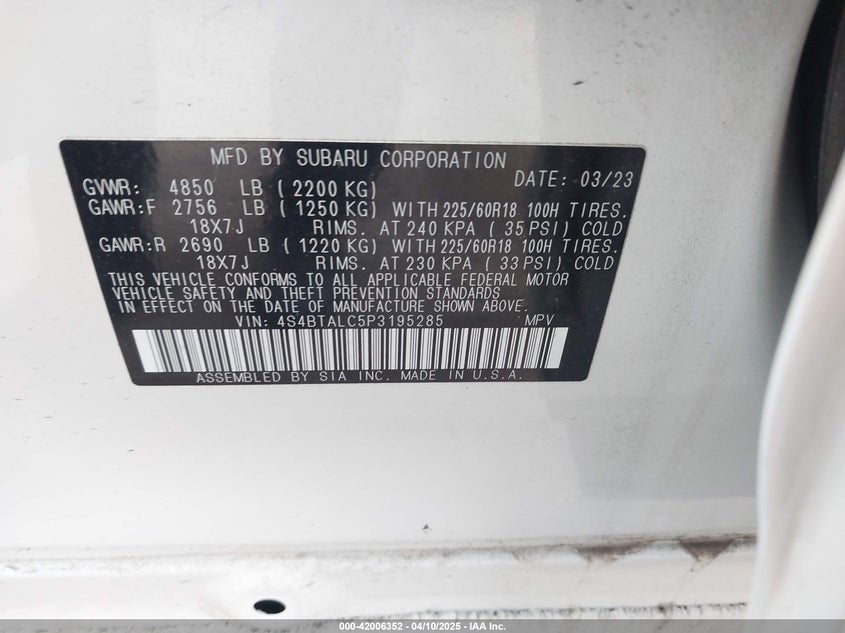 MFD BY SUBARU CORPORATION
DATE: 03/23
GVWR: 4850 LB ( 2200 KG)
GAWR:F 2756 LB ( 1250 KG) WITH 225/60R18 100H TIRES.
18X7J RIMS. AT 240 KPA ( 35 PSI) COLD
GAWR:R 2690 LB ( 1220 KG) WITH 225/60R18 100H TIRES.
18X7J RIMS. AT 230 KPA ( 33 PSI) COLD
THIS VEHICLE CONFORMS TO ALL APPLICABLE FEDERAL MOTOR
VEHICLE SAFETY AND THEFT PREVENTION STANDARDS
IN EFFECT ON THE DATE OF MANUFACTURE SHOWN ABOVE.
VIN: 4S4BTALC5P3195285 MPV
ASSEMBLED BY SIA INC. MADE IN U.S.A.
000-42006352 - 04/10/2025 - IAA Inc.